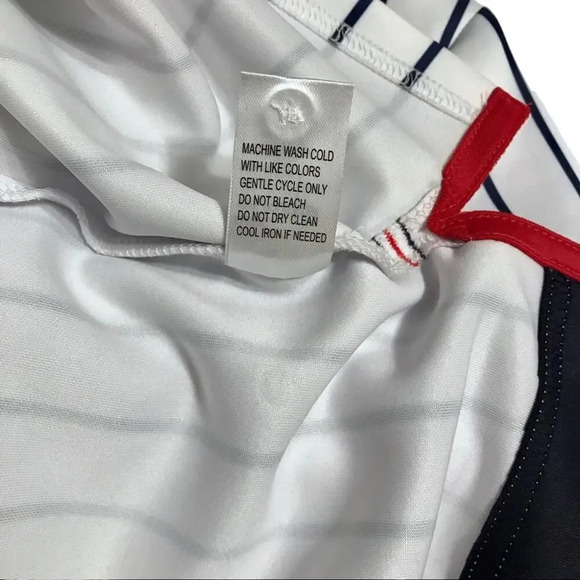 MACHINE WASH COLD
WITH LIKE COLORS
GENTLE CYCLE ONLY
DO NOT BLEACH
DO NOT DRY CLEAN
COOL IRON IF NEEDED